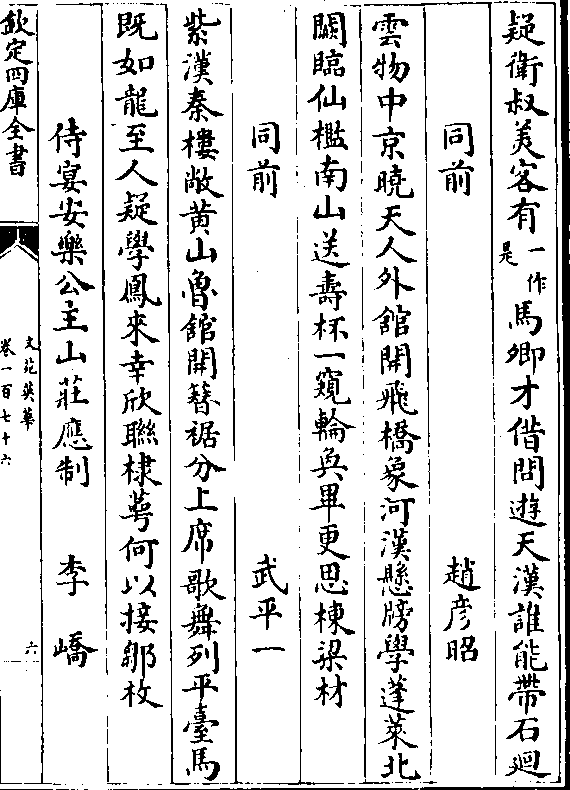 疑衛叔美客有一作是馬卿才借問遊天漢誰能帶石廻
同前 趙彦昭
雲物中京曉天人外館開飛橋象河漢懸牓學蓬萊北
闕臨仙檻南山送壽杯一窺輪奐畢更思棟梁材
同前 武平一
紫漢秦樓敞黄山魯館開簪裾分上席歌舞列平臺馬
既如龍至人疑學鳳來幸欣聯棣萼何以接鄒枚
侍宴安樂公主山莊應制 李嶠
欽定四庫全書
文苑英華
卷一百七十六
六